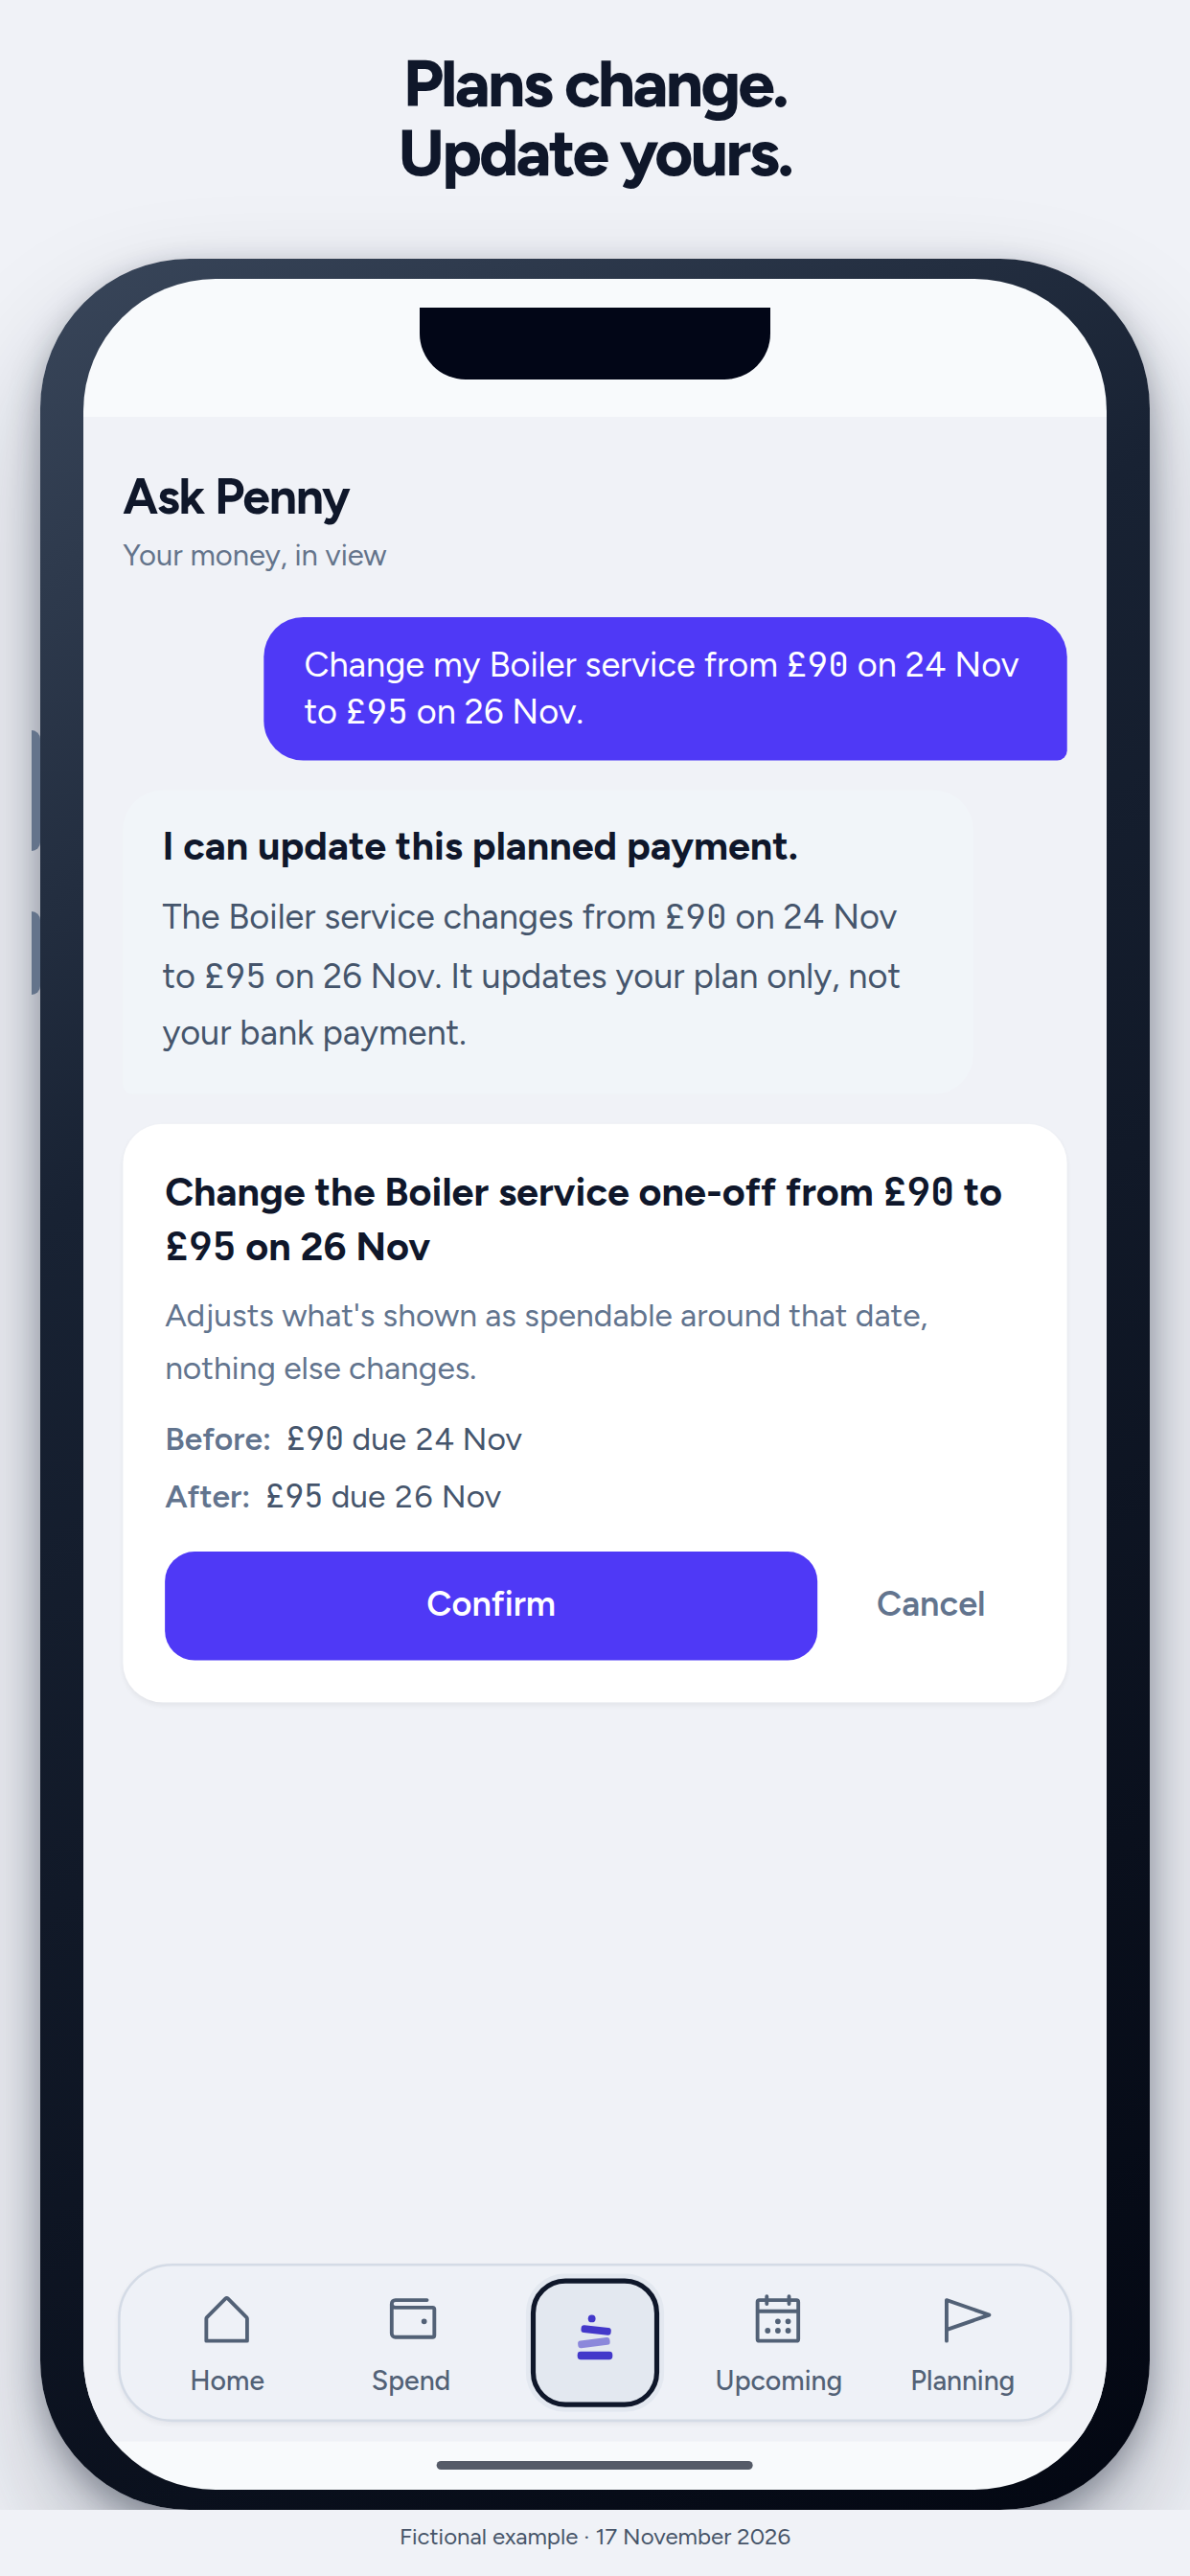 Plans change.
Update yours.
Ask Penny
Your money, in view
Change my Boiler service from £90 on 24 Nov
to £95 on 26 Nov.
I can update this planned payment.
The Boiler service changes from £90 on 24 Nov
to £95 on 26 Nov. It updates your plan only, not
your bank payment.
Change the Boiler service one-off from £90 to
£95 on 26 Nov
Adjusts what's shown as spendable around that date,
nothing else changes.
Before: £90 due 24 Nov
After: £95 due 26 Nov
Confirm Cancel
Home Spend Upcoming Planning
Fictional example · 17 November 2026